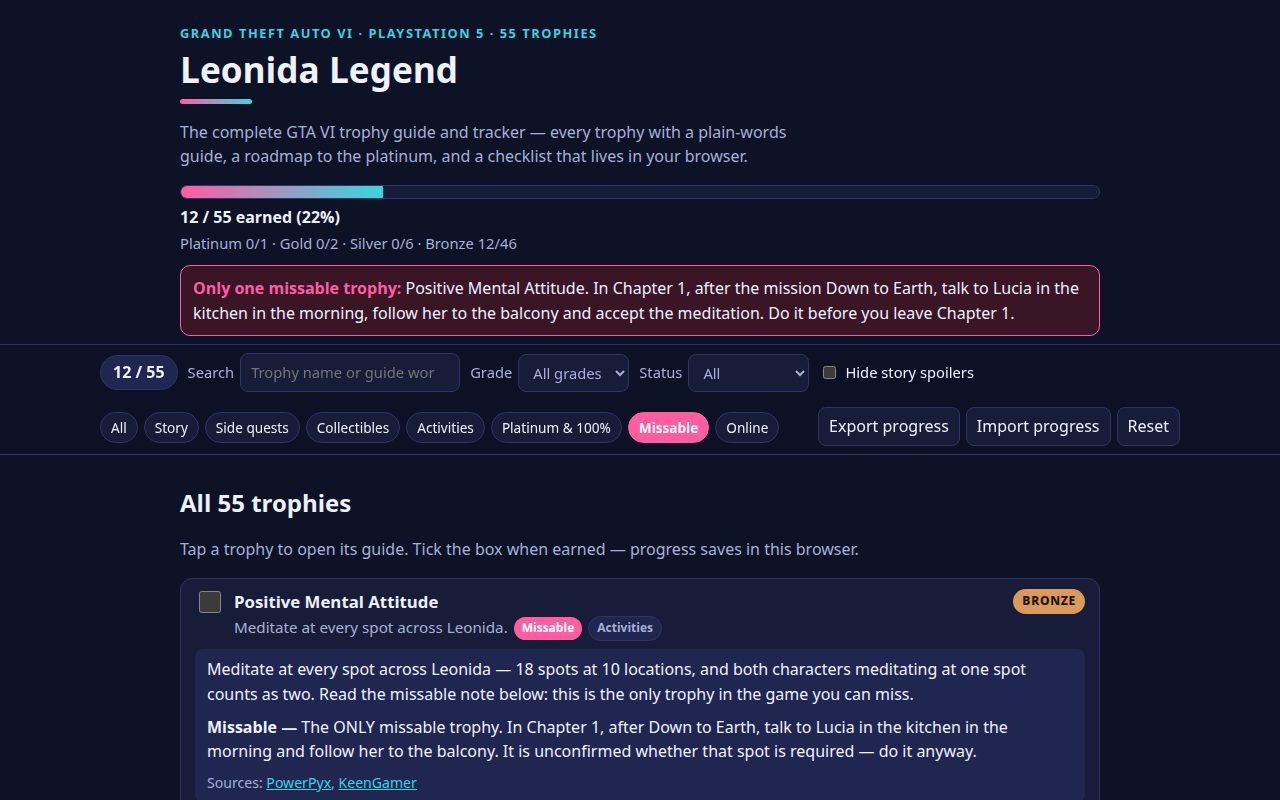 GRAND THEFT AUTO VI · PLAYSTATION 5 · 55 TROPHIES
Leonida Legend
The complete GTA VI trophy guide and tracker — every trophy with a plain-words
guide, a roadmap to the platinum, and a checklist that lives in your browser.
12 / 55 earned (22%)
Platinum 0/1 · Gold 0/2 · Silver 0/6 · Bronze 12/46
Only one missable trophy: Positive Mental Attitude. In Chapter 1, after the mission Down to Earth, talk to Lucia in the
kitchen in the morning, follow her to the balcony and accept the meditation. Do it before you leave Chapter 1.
12 / 55 Search Trophy name or guide wor Grade All grades Status All Hide story spoilers
All Story Side quests Collectibles Activities Platinum & 100% Missable Online Export progress Import progress Reset
All 55 trophies
Tap a trophy to open its guide. Tick the box when earned — progress saves in this browser.
Positive Mental Attitude BRONZE
Meditate at every spot across Leonida. Missable Activities
Meditate at every spot across Leonida — 18 spots at 10 locations, and both characters meditating at one spot
counts as two. Read the missable note below: this is the only trophy in the game you can miss.
Missable — The ONLY missable trophy. In Chapter 1, after Down to Earth, talk to Lucia in the kitchen in the
morning and follow her to the balcony. It is unconfirmed whether that spot is required — do it anyway.
Sources: PowerPyx, KeenGamer